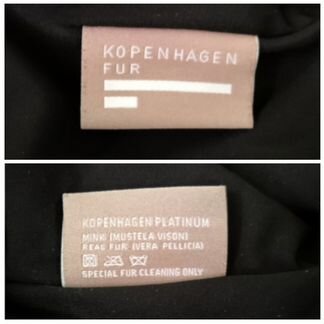 KOPENHAGEN
FUR
KOPENHAGEN PLATINUM
MINK (MUSTELA VISON)
REAL FUR (VERA PELLICIA)
SPECIAL FUR CLEANING ONLY